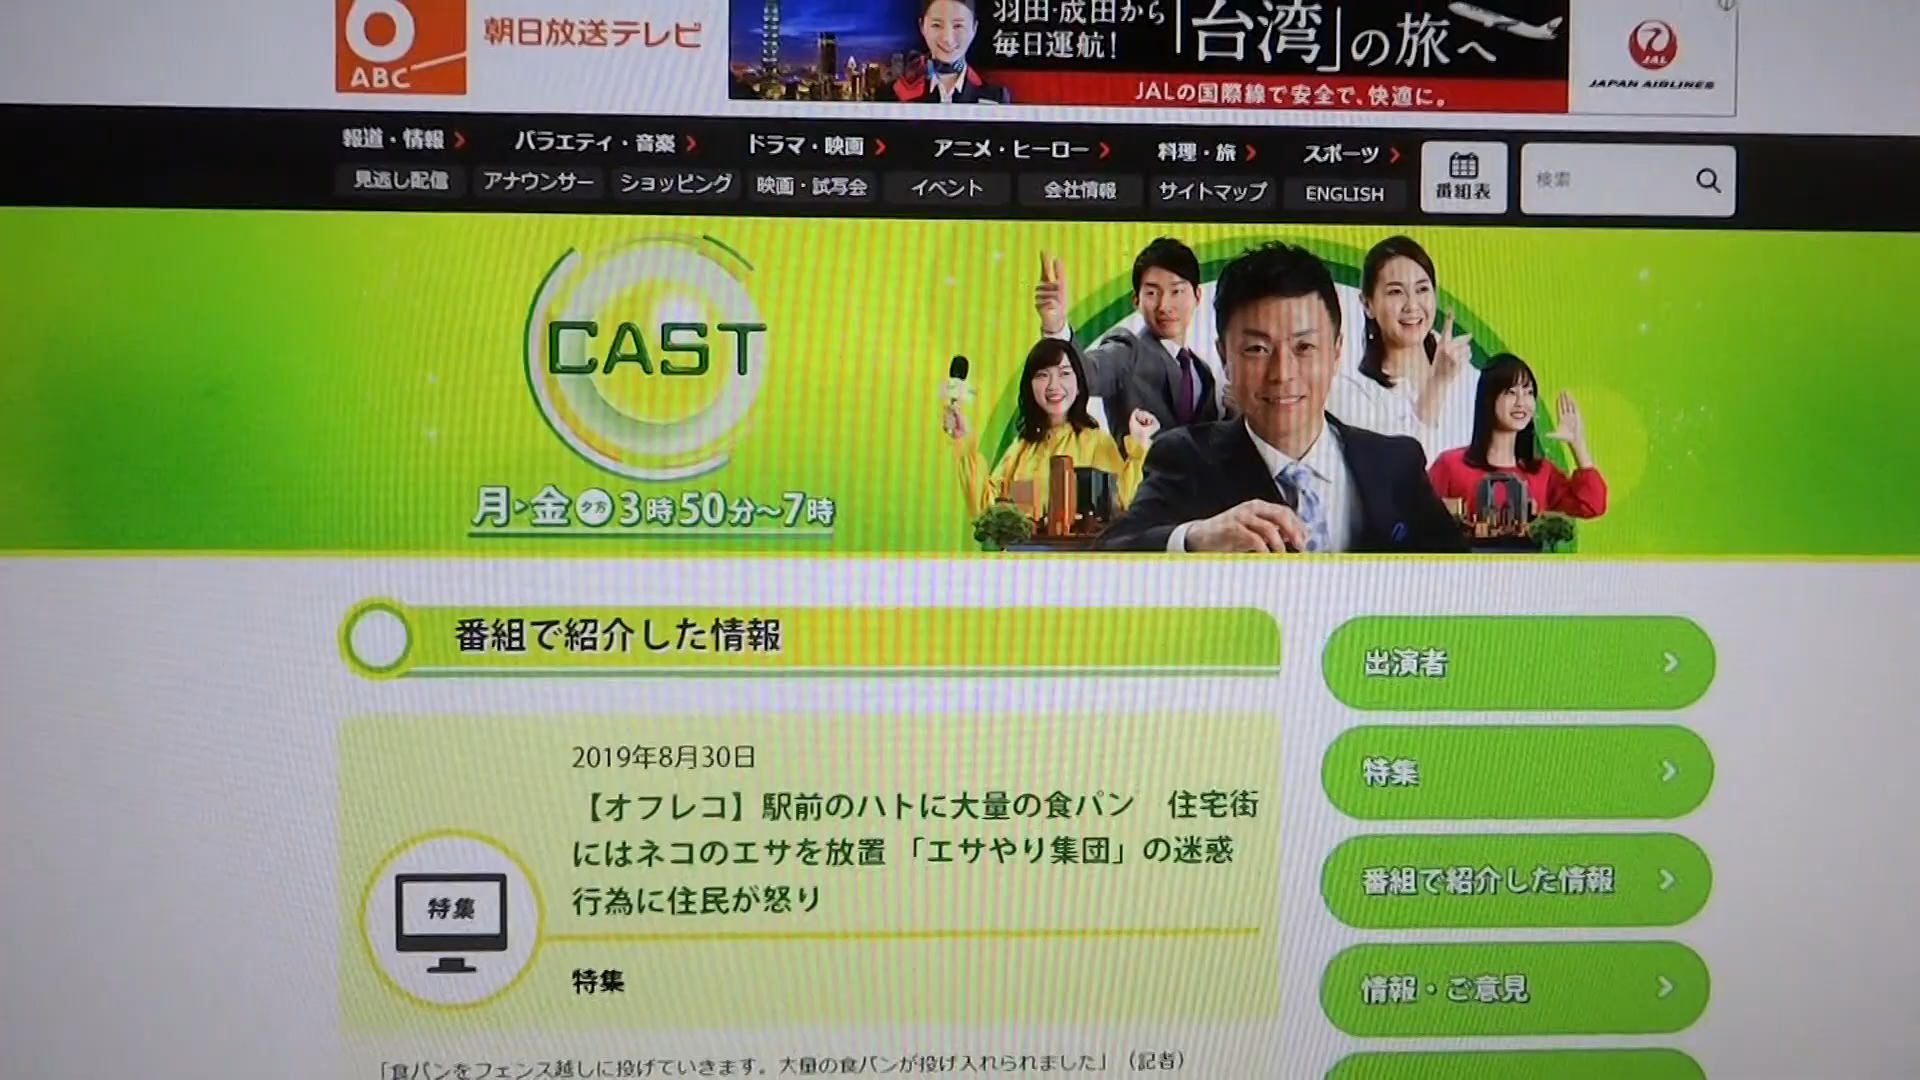 6
ABC
朝日放送テレビ
羽田・成田から
毎日運航!
「台湾」の旅へ
JALの国際線で安全で、快適に。
JAL
JAPAN AIRLINES
報道・情報
バラエティ・音楽
ドラマ・映画
アニメ・ヒーロー
料理・旅
スポーツ
番組表
検索
見逃し配信
アナウンサー
ショッピング
映画・試写会
イベント
会社情報
サイトマップ
ENGLISH
CAST
月▶金 夕方 3時50分〜7時
番組で紹介した情報
2019年8月30日
【オフレコ】駅前のハトに大量の食パン 住宅街
にはネコのエサを放置 「エサやり集団」の迷惑
行為に住民が怒り
特集
特集
「食パンをフェンス越しに投げていきます。大量の食パンが投げ入れられました」(記者)
出演者
特集
番組で紹介した情報
情報・ご意見